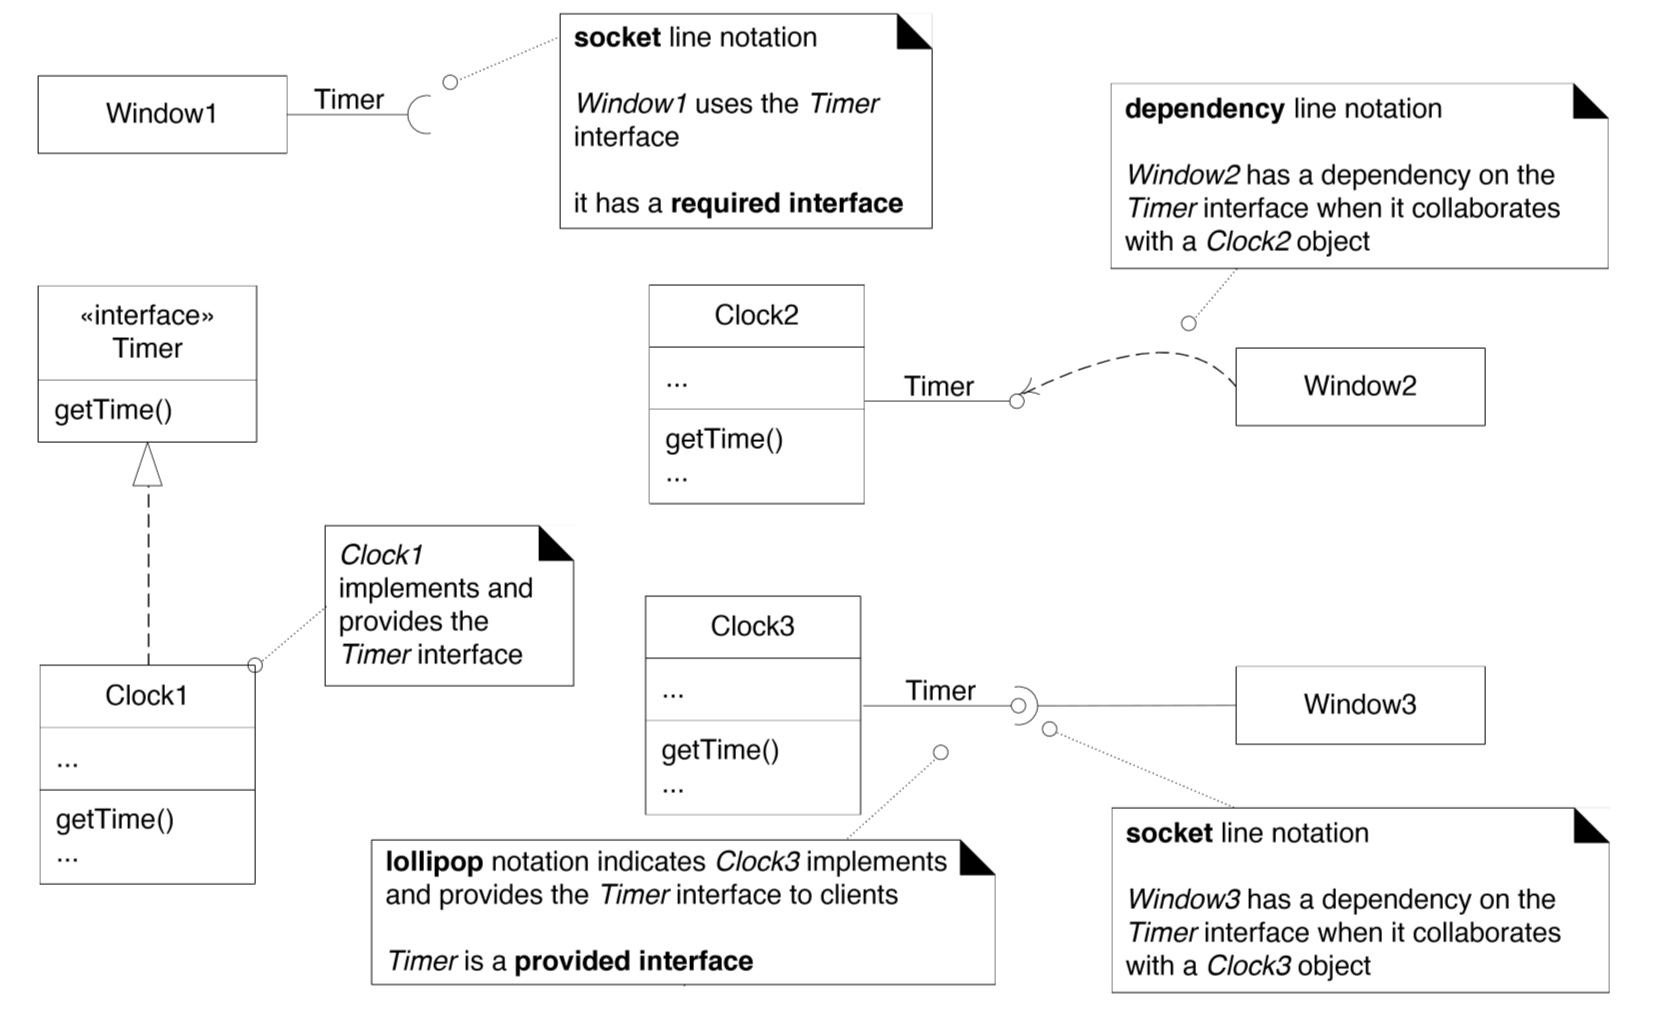 Window1
Timer
socket line notation
Window1 uses the Timer
interface
it has a required interface
dependency line notation
Window2 has a dependency on the
Timer interface when it collaborates
with a Clock2 object
«interface»
Timer
getTime()
Clock2
...
getTime()
...
Timer
Window2
Clock1
implements and
provides the
Timer interface
Clock1
...
getTime()
...
Clock3
...
getTime()
...
Timer
Window3
lollipop notation indicates Clock3 implements
and provides the Timer interface to clients
Timer is a provided interface
socket line notation
Window3 has a dependency on the
Timer interface when it collaborates
with a Clock3 object